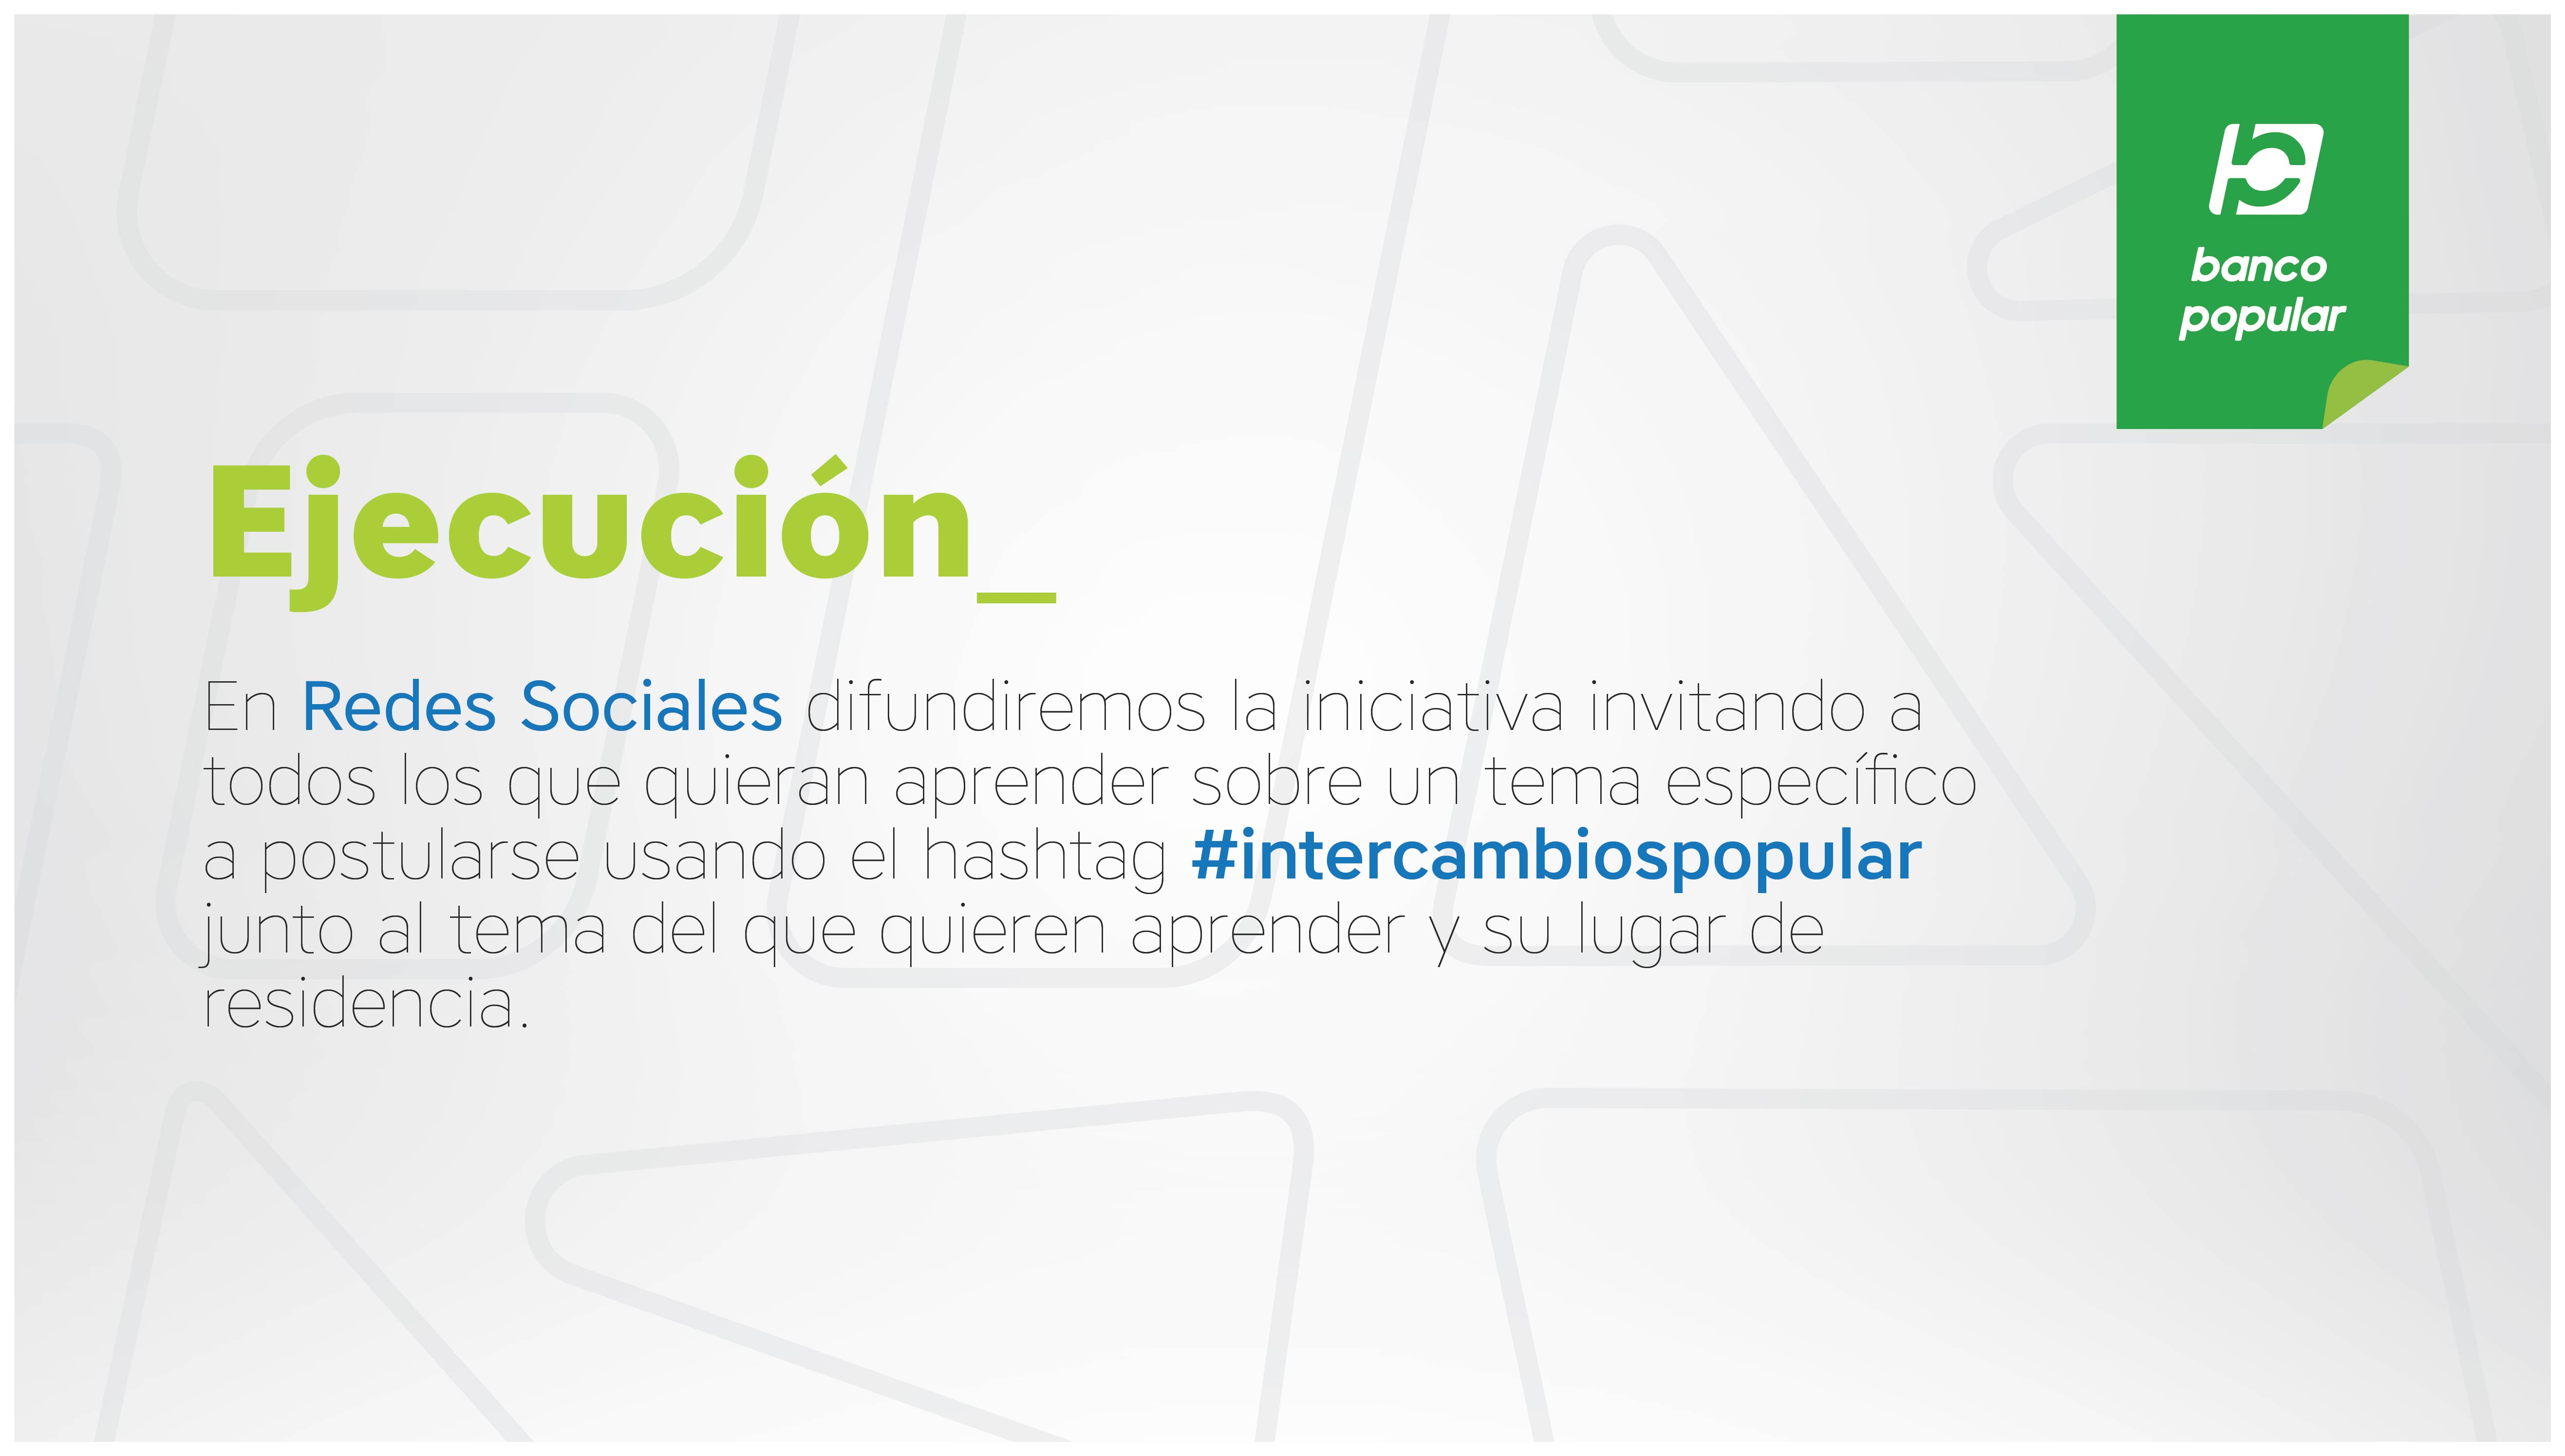 banco
popular
Ejecución_
En Redes Sociales difundiremos la iniciativa invitando a
todos los que quieran aprender sobre un tema específico
a postularse usando el hashtag #intercambiospopular
junto al tema del que quieren aprender y su lugar de
residencia.